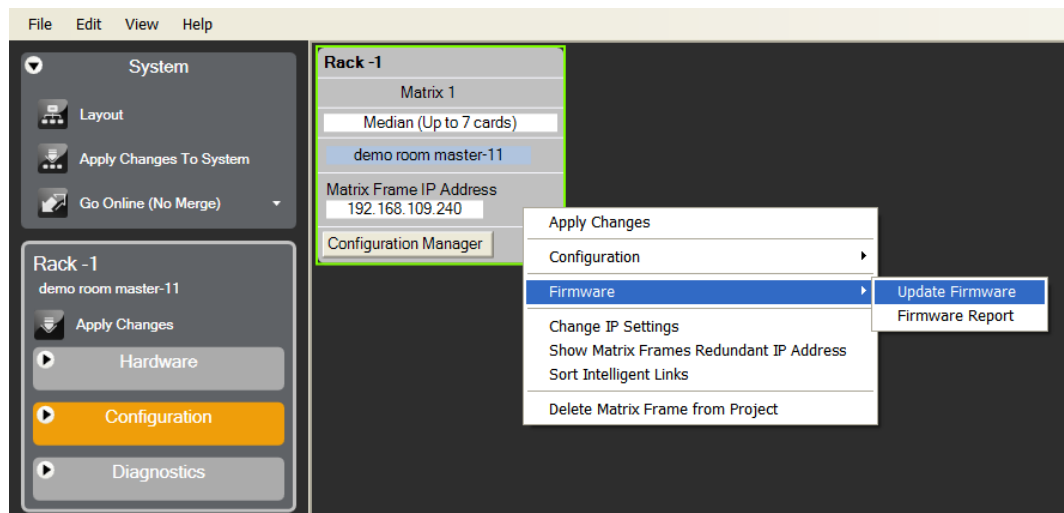 File Edit View Help
System
Layout
Apply Changes To System
Go Online (No Merge)
Rack -1
demo room master-11
Apply Changes
Hardware
Configuration
Diagnostics
Rack -1
Matrix 1
Median (Up to 7 cards)
demo room master-11
Matrix Frame IP Address
192.168.109.240
Configuration Manager
Apply Changes
Configuration
Firmware
Change IP Settings
Show Matrix Frames Redundant IP Address
Sort Intelligent Links
Delete Matrix Frame from Project
Update Firmware
Firmware Report